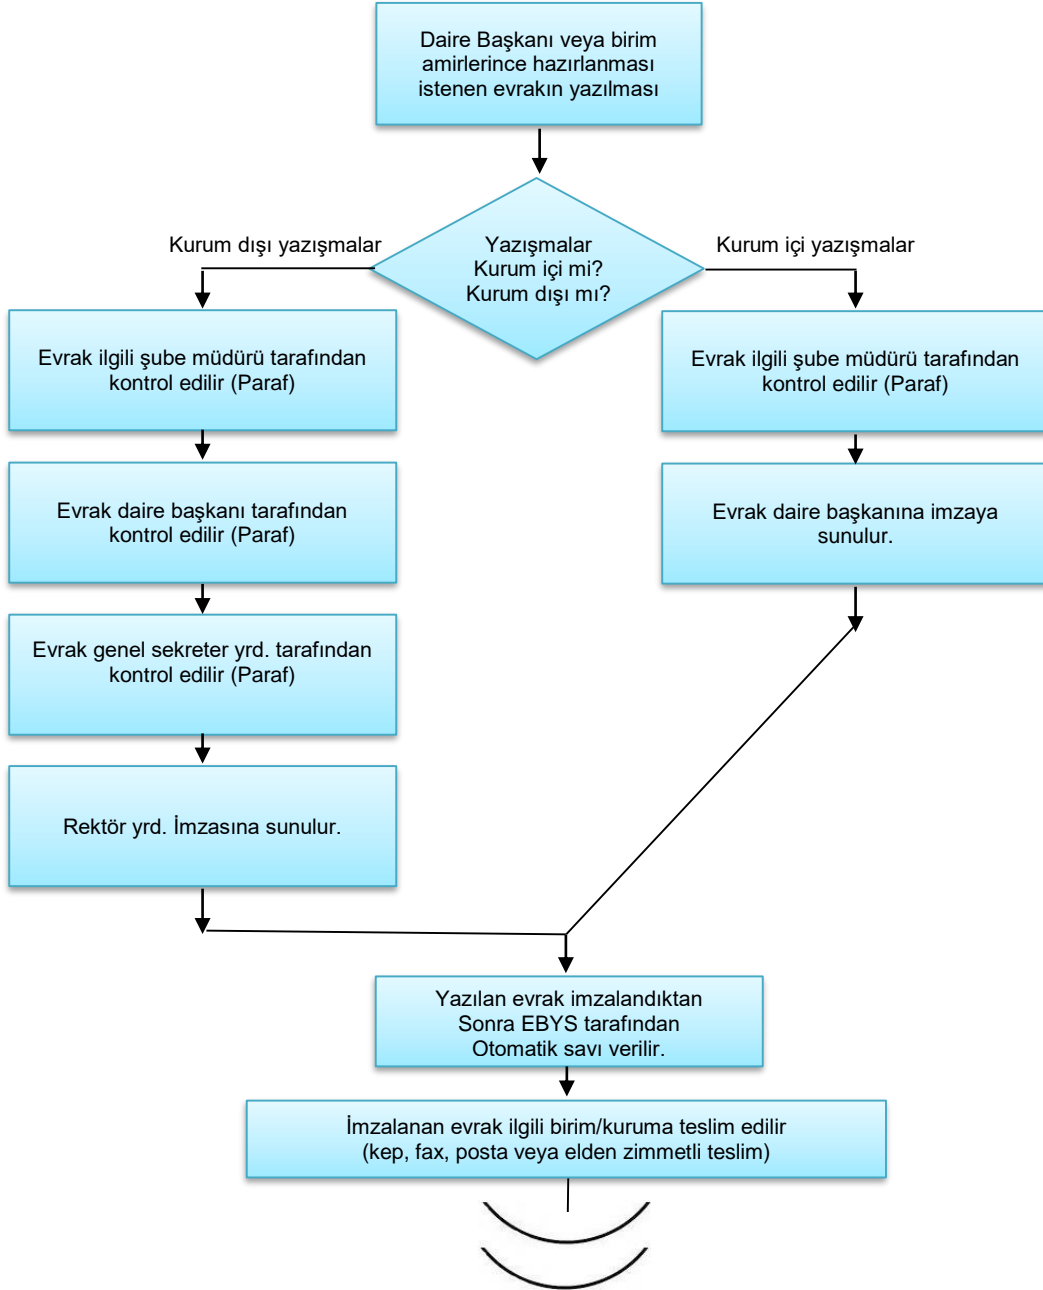 Daire Başkanı veya birim
amirlerince hazırlanması
istenen evrakın yazılması
Kurum dışı yazışmalar
Yazışmalar
Kurum içi mi?
Kurum dışı mı?
Kurum içi yazışmalar
Evrak ilgili şube müdürü tarafından
kontrol edilir (Paraf)
Evrak ilgili şube müdürü tarafından
kontrol edilir (Paraf)
Evrak daire başkanı tarafından
kontrol edilir (Paraf)
Evrak daire başkanına imzaya
sunulur.
Evrak genel sekreter yrd. tarafından
kontrol edilir (Paraf)
Rektör yrd. İmzasına sunulur.
Yazılan evrak imzalandıktan
Sonra EBYS tarafından
Otomatik savı verilir.
İmzalanan evrak ilgili birim/kuruma teslim edilir
(kep, fax, posta veya elden zimmetli teslim)